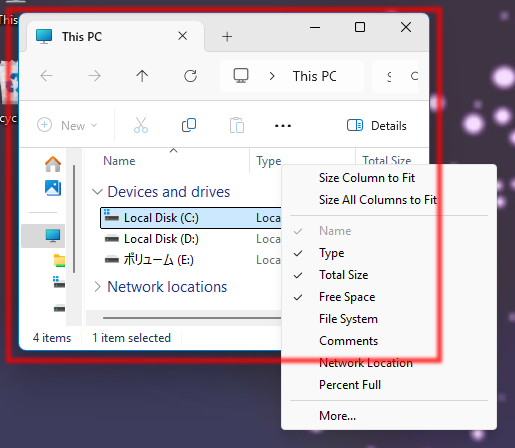 This
cyc
This PC
This PC
New
Details
Name Type Total Size
Devices and drives
Local Disk (C:) Loca
Local Disk (D:) Loca
ボリューム (E:) Loca
Network locations
4 items 1 item selected
Size Column to Fit
Size All Columns to Fit
Name
Type
Total Size
Free Space
File System
Comments
Network Location
Percent Full
More...